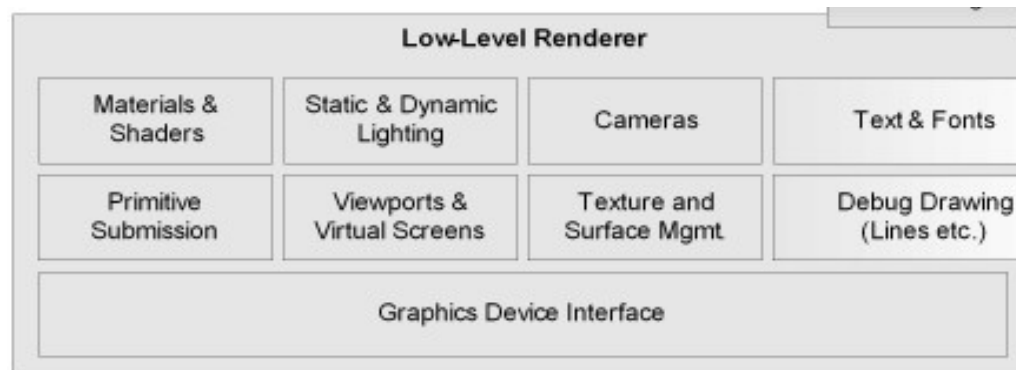 Low-Level Renderer
Materials &
Shaders
Static & Dynamic
Lighting
Cameras
Text & Fonts
Primitive
Submission
Viewports &
Virtual Screens
Texture and
Surface Mgmt.
Debug Drawing
(Lines etc.)
Graphics Device Interface